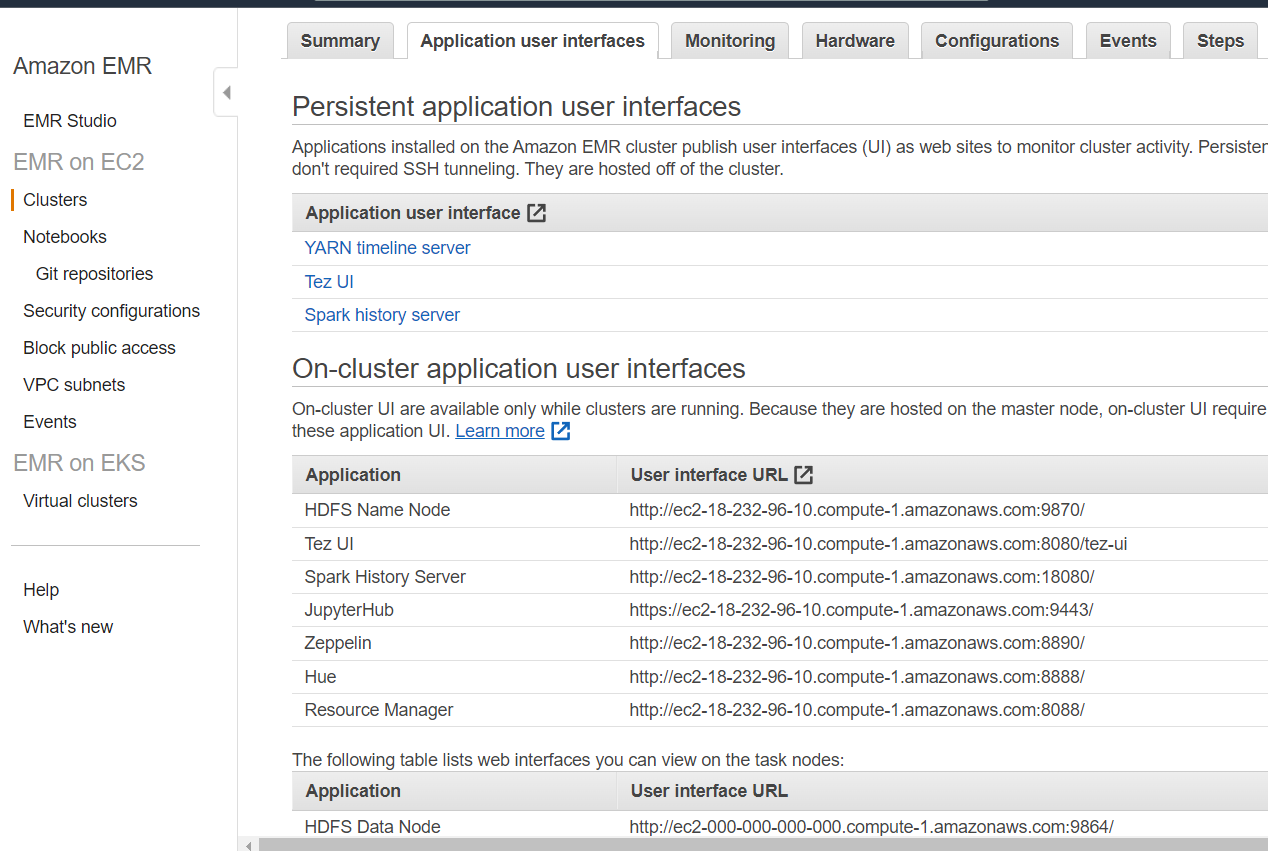 Summary
Application user interfaces
Monitoring
Hardware
Configurations
Events
Steps
Amazon EMR
EMR Studio
EMR on EC2
Clusters
Notebooks
Git repositories
Security configurations
Block public access
VPC subnets
Events
EMR on EKS
Virtual clusters
Help
What's new
Persistent application user interfaces
Applications installed on the Amazon EMR cluster publish user interfaces (UI) as web sites to monitor cluster activity. Persisten
don't required SSH tunneling. They are hosted off of the cluster.
Application user interface
YARN timeline server
Tez UI
Spark history server
On-cluster application user interfaces
On-cluster UI are available only while clusters are running. Because they are hosted on the master node, on-cluster UI require
these application UI. Learn more
Application User interface URL
HDFS Name Node http://ec2-18-232-96-10.compute-1.amazonaws.com:9870/
Tez UI http://ec2-18-232-96-10.compute-1.amazonaws.com:8080/tez-ui
Spark History Server http://ec2-18-232-96-10.compute-1.amazonaws.com:18080/
JupyterHub https://ec2-18-232-96-10.compute-1.amazonaws.com:9443/
Zeppelin http://ec2-18-232-96-10.compute-1.amazonaws.com:8890/
Hue http://ec2-18-232-96-10.compute-1.amazonaws.com:8888/
Resource Manager http://ec2-18-232-96-10.compute-1.amazonaws.com:8088/
The following table lists web interfaces you can view on the task nodes:
Application User interface URL
HDFS Data Node http://ec2-000-000-000-000.compute-1.amazonaws.com:9864/